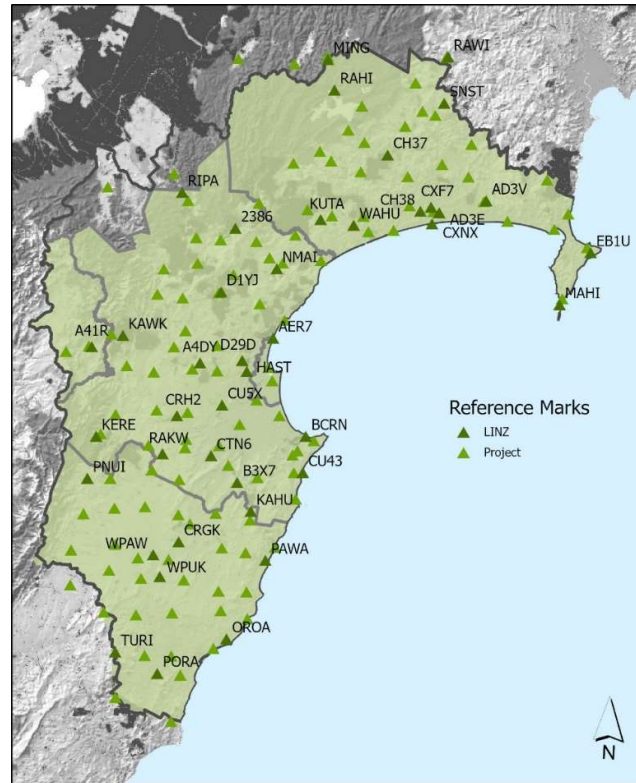 MING
RAWI
RAHI
SNST
CH37
RIPA
KUTA
CH38
CXF7
AD3V
2386
WAHU
AD3E
CXNX
NMAI
EB1U
D1YJ
MAHI
AER7
A41R
KAWK
A4DY
D29D
HAST
CRH2
CU5X
Reference Marks
LINZ
Project
KERE
RAKW
CTN6
BCRN
CU43
PNUI
B3X7
KAHU
CRGK
WPAW
PAWA
WPUK
OROA
TURI
PORA
N